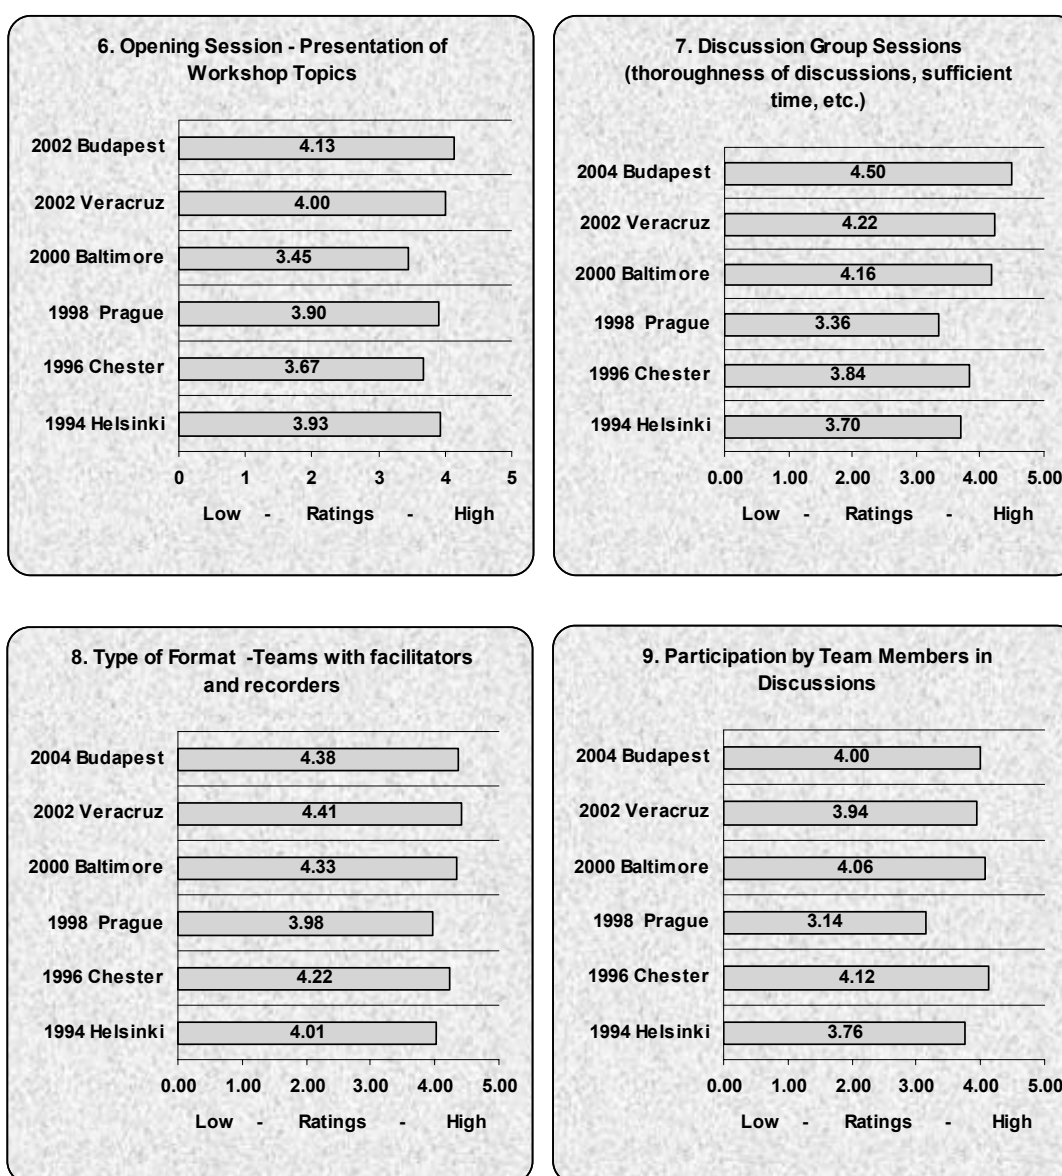 6. Opening Session - Presentation of
Workshop Topics
2002 Budapest 4.13
2002 Veracruz 4.00
2000 Baltimore 3.45
1998 Prague 3.90
1996 Chester 3.67
1994 Helsinki 3.93
0 1 2 3 4 5
Low - Ratings - High
7. Discussion Group Sessions
(thoroughness of discussions, sufficient
time, etc.)
2004 Budapest 4.50
2002 Veracruz 4.22
2000 Baltimore 4.16
1998 Prague 3.36
1996 Chester 3.84
1994 Helsinki 3.70
0.00 1.00 2.00 3.00 4.00 5.00
Low - Ratings - High
8. Type of Format -Teams with facilitators
and recorders
2004 Budapest 4.38
2002 Veracruz 4.41
2000 Baltimore 4.33
1998 Prague 3.98
1996 Chester 4.22
1994 Helsinki 4.01
0.00 1.00 2.00 3.00 4.00 5.00
Low - Ratings - High
9. Participation by Team Members in
Discussions
2004 Budapest 4.00
2002 Veracruz 3.94
2000 Baltimore 4.06
1998 Prague 3.14
1996 Chester 4.12
1994 Helsinki 3.76
0.00 1.00 2.00 3.00 4.00 5.00
Low - Ratings - High